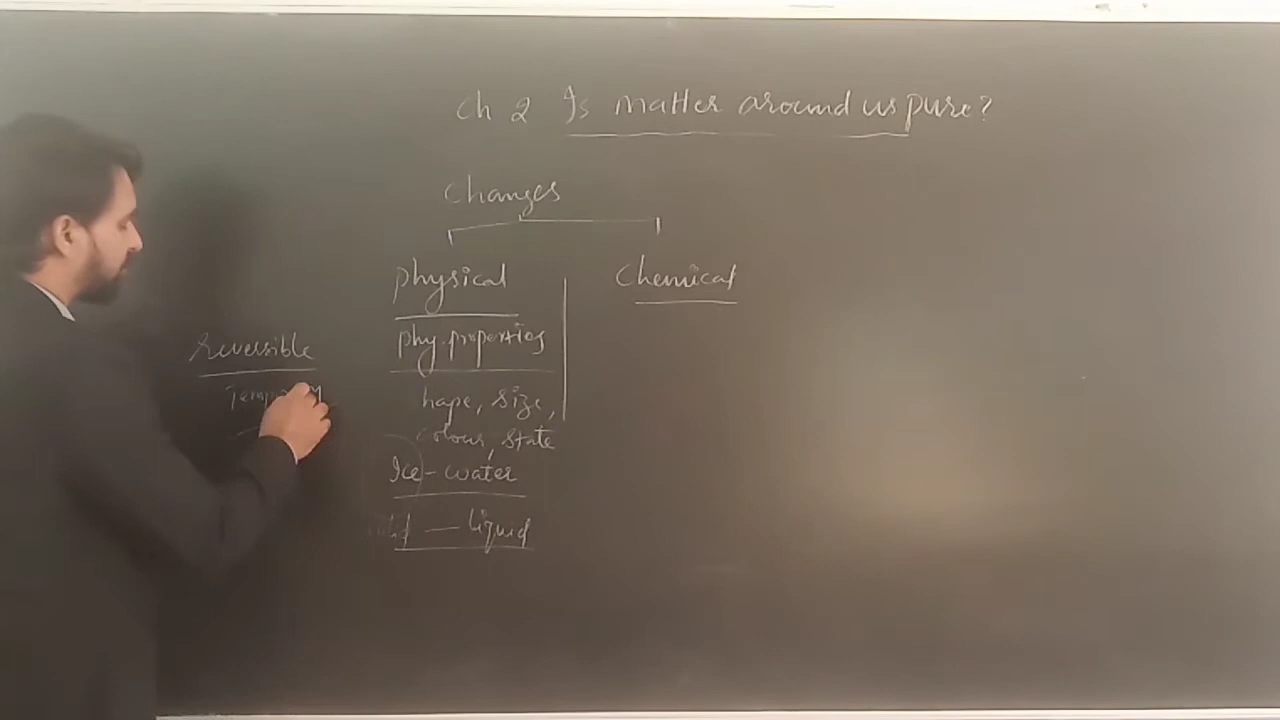 Ch 2 Is matter around us pure?
Changes
Physical
Chemical
Phy. properties
Reversible
hape, size,
colour, state
Ice - water
— liquid